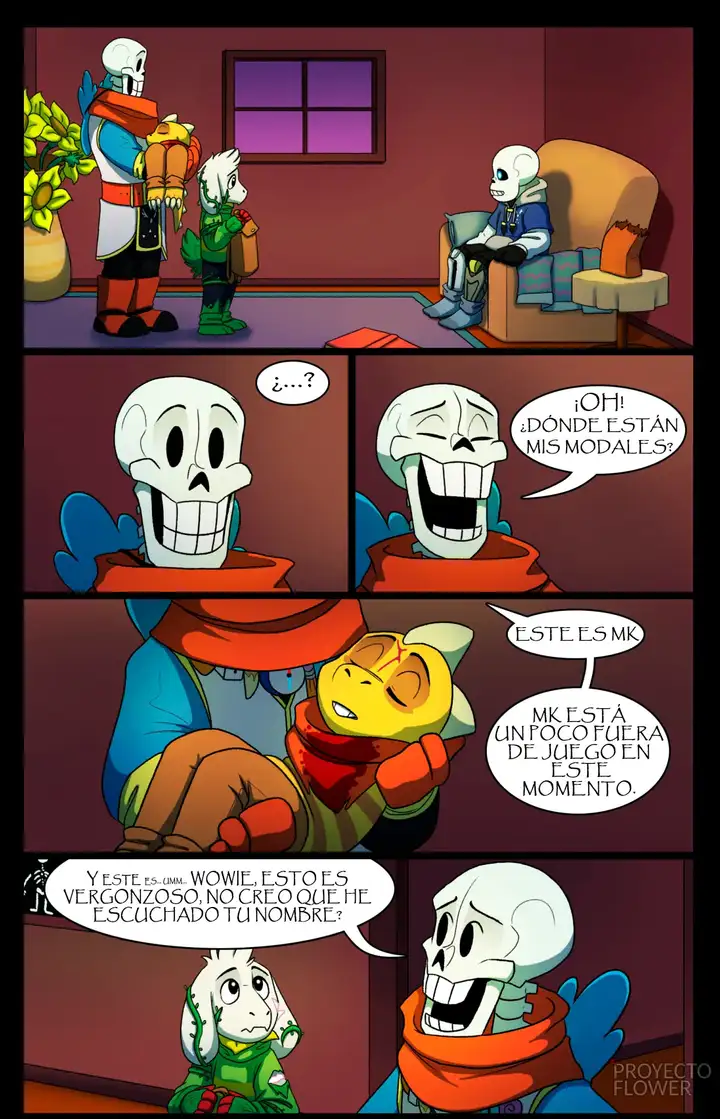 ¿...?
¡OH!
¿DÓNDE ESTÁN
MIS MODALES?
ESTE ES MK
MK ESTÁ
UN POCO FUERA
DE JUEGO EN
ESTE
MOMENTO.
Y ESTE ES... UMM... WOWIE, ESTO ES
VERGONZOSO, NO CREO QUE HE
ESCUCHADO TU NOMBRE?
PROYECTO
FLOWER